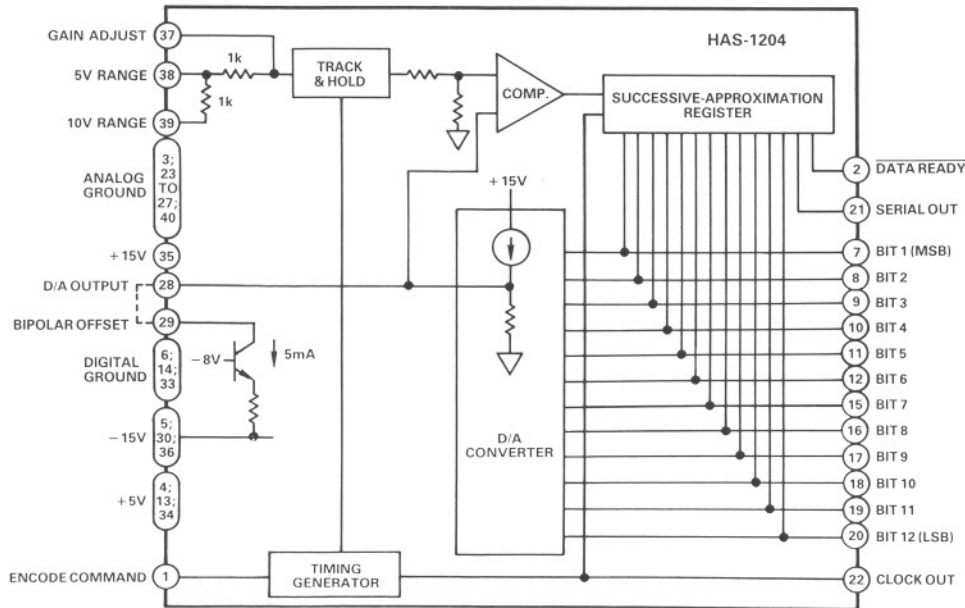 HAS-1204
GAIN ADJUST 37
5V RANGE 38
1k
1k
10V RANGE 39
TRACK
& HOLD
COMP.
SUCCESSIVE-APPROXIMATION
REGISTER
ANALOG
GROUND
3;
23
TO
27;
40
+15V 35
D/A OUTPUT 28
BIPOLAR OFFSET 29
DIGITAL
GROUND
6;
14;
33
-8V
5mA
-15V
5;
30;
36
+5V
4;
13;
34
ENCODE COMMAND 1
TIMING
GENERATOR
+15V
D/A
CONVERTER
2 DATA READY
21 SERIAL OUT
7 BIT 1 (MSB)
8 BIT 2
9 BIT 3
10 BIT 4
11 BIT 5
12 BIT 6
15 BIT 7
16 BIT 8
17 BIT 9
18 BIT 10
19 BIT 11
20 BIT 12 (LSB)
22 CLOCK OUT